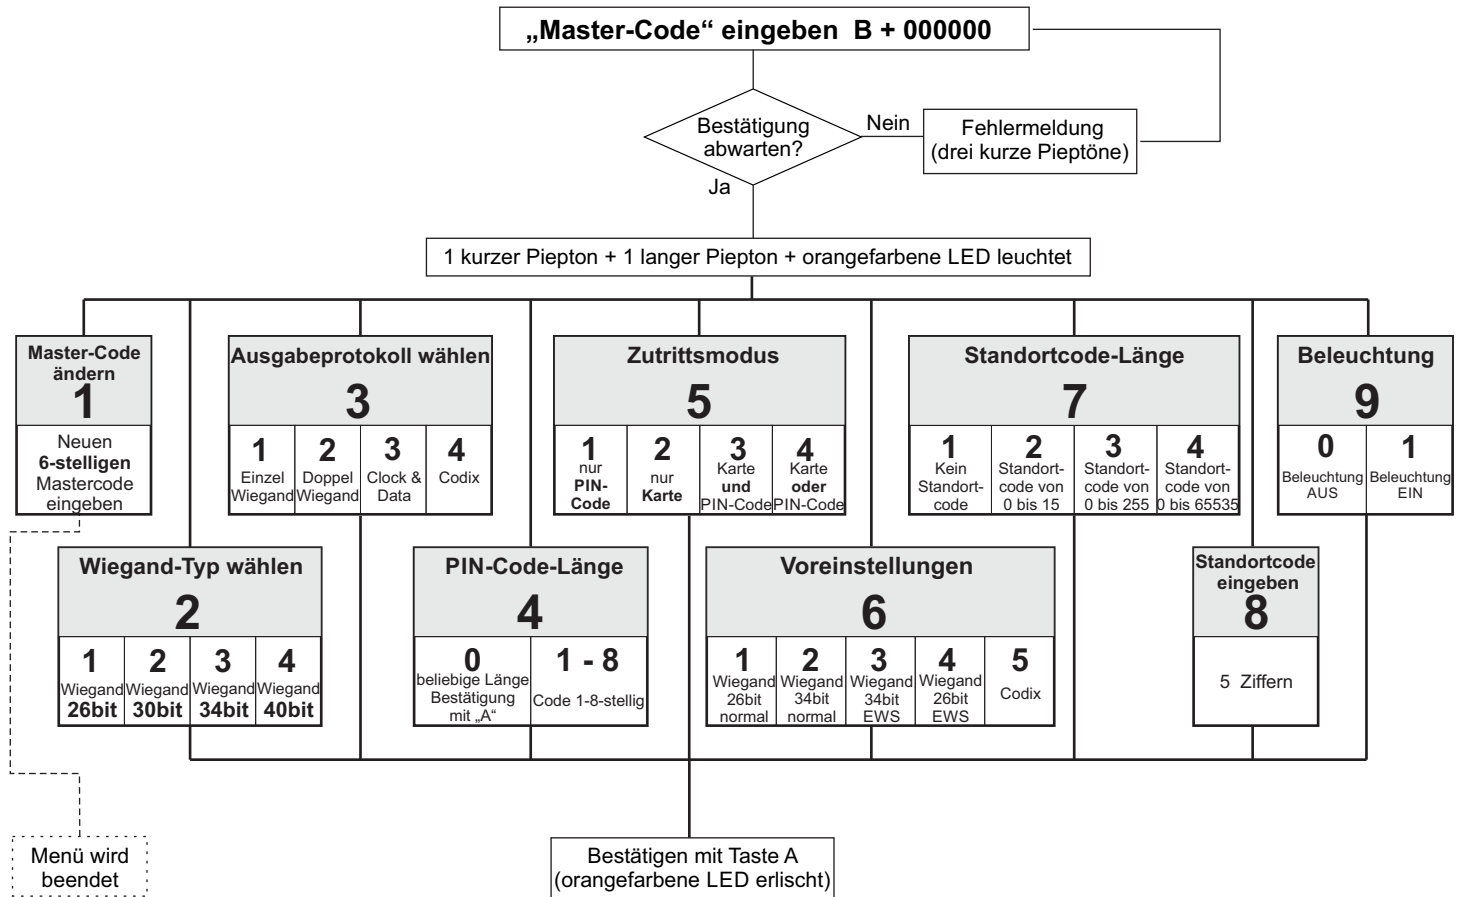 „Master-Code“ eingeben B + 000000
Bestätigung
abwarten?
Nein
Fehlermeldung
(drei kurze Pieptöne)
Ja
1 kurzer Piepton + 1 langer Piepton + orangefarbene LED leuchtet
Master-Code
ändern
1
Neuen
6-stelligen
Mastercode
eingeben
Ausgabeprotokoll wählen
3
1
Einzel
Wiegand
2
Doppel
Wiegand
3
Clock &
Data
4
Codix
Zutrittsmodus
5
1
nur
PIN-
Code
2
nur
Karte
3
Karte
und
PIN-Code
4
Karte
oder
PIN-Code
Standortcode-Länge
7
1
Kein
Standort-
code
2
Standort-
code von
0 bis 15
3
Standort-
code von
0 bis 255
4
Standort-
code von
0 bis 65535
Beleuchtung
9
0
Beleuchtung
AUS
1
Beleuchtung
EIN
Wiegand-Typ wählen
2
1
Wiegand
26bit
2
Wiegand
30bit
3
Wiegand
34bit
4
Wiegand
40bit
PIN-Code-Länge
4
0
beliebige Länge
Bestätigung
mit „A“
1 - 8
Code 1-8-stellig
Voreinstellungen
6
1
Wiegand
26bit
normal
2
Wiegand
34bit
normal
3
Wiegand
34bit
EWS
4
Wiegand
26bit
EWS
5
Codix
Standortcode
eingeben
8
5 Ziffern
Menü wird
beendet
Bestätigen mit Taste A
(orangefarbene LED erlischt)